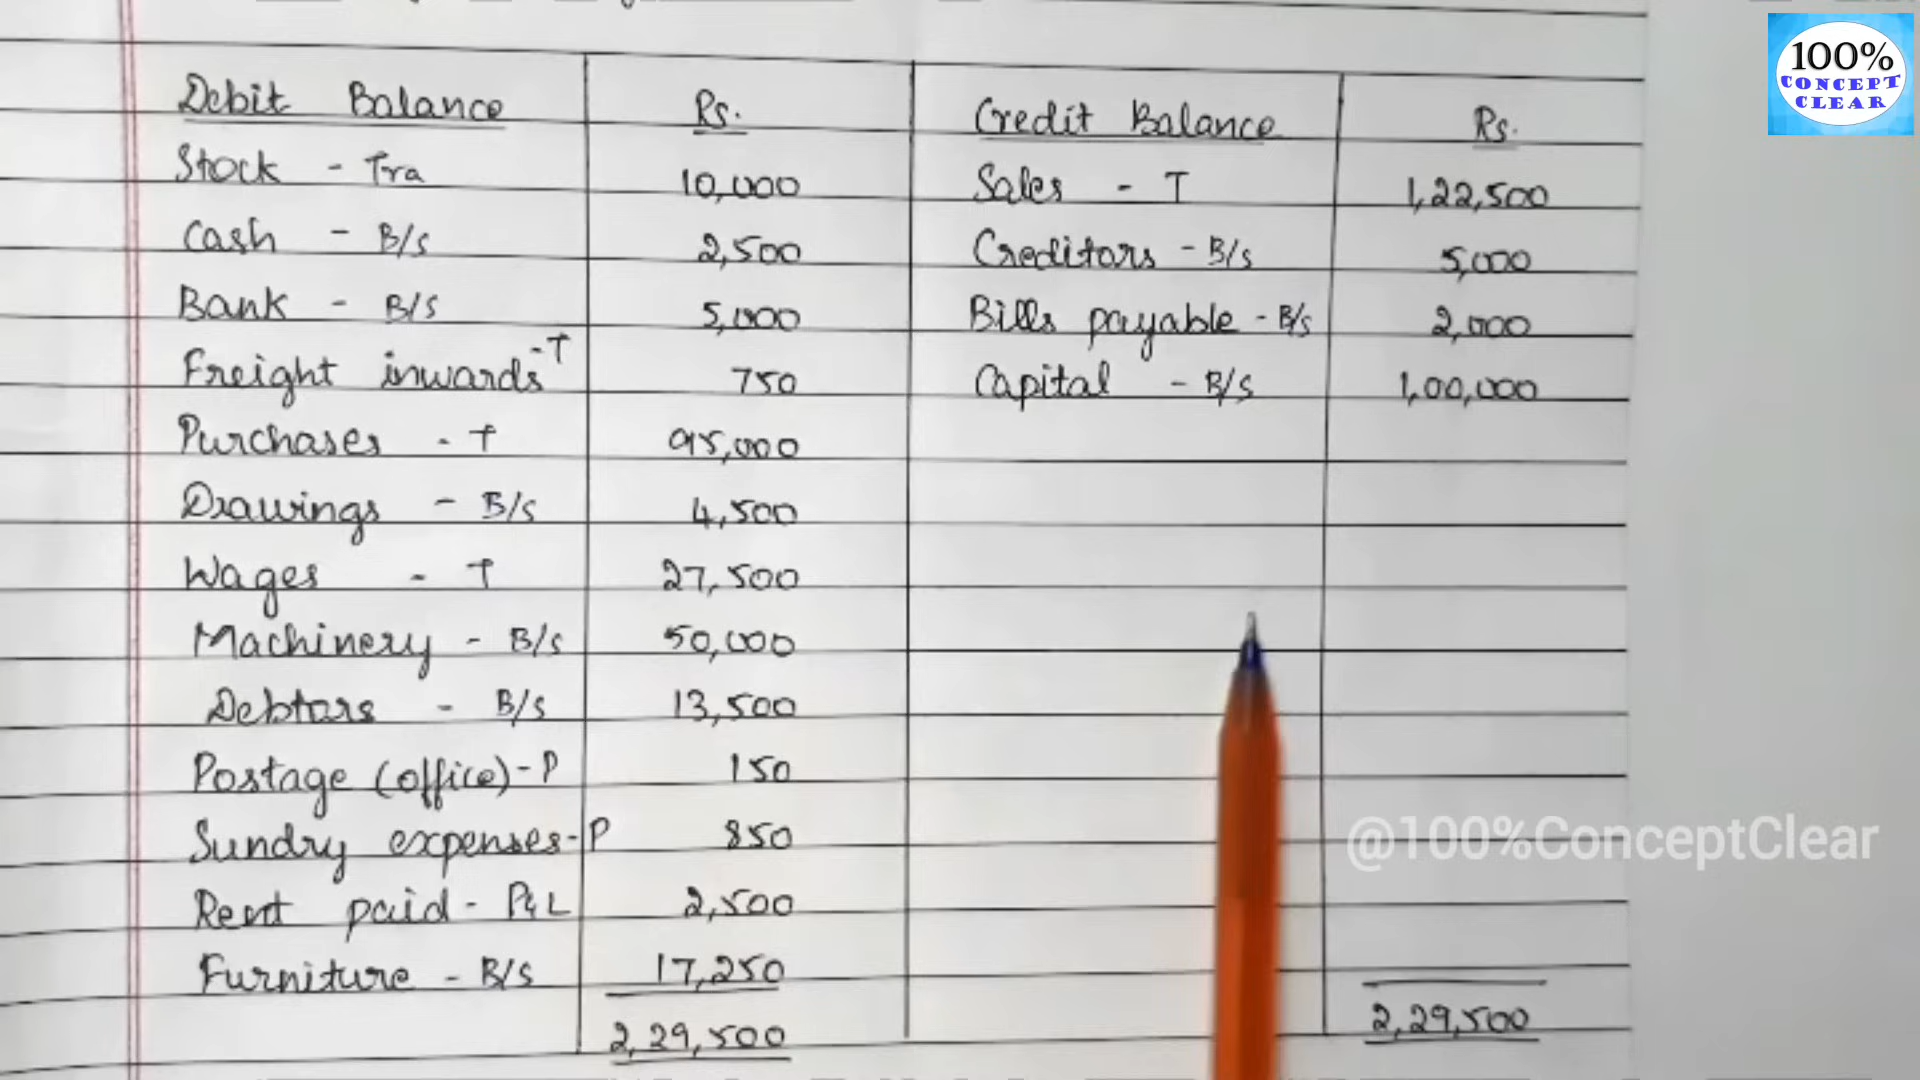 100%
CONCEPT
CLEAR
Debit Balance Rs. Credit Balance Rs.
Stock - Tra 10,000 Sales - T 1,22,500
Cash - B/S 2,500 Creditors - B/S 5,000
Bank - B/S 5,000 Bills payable - B/S 2,000
Freight inwards - T 750 Capital - B/S 1,00,000
Purchases - T 95,000
Drawings - B/S 4,500
Wages - T 27,500
Machinery - B/S 50,000
Debtors - B/S 13,500
Postage (office) - P 150
Sundry expenses - P 850
Rent paid - P&L 2,500
Furniture - B/S 17,250
2,29,500 2,29,500
@100%ConceptClear